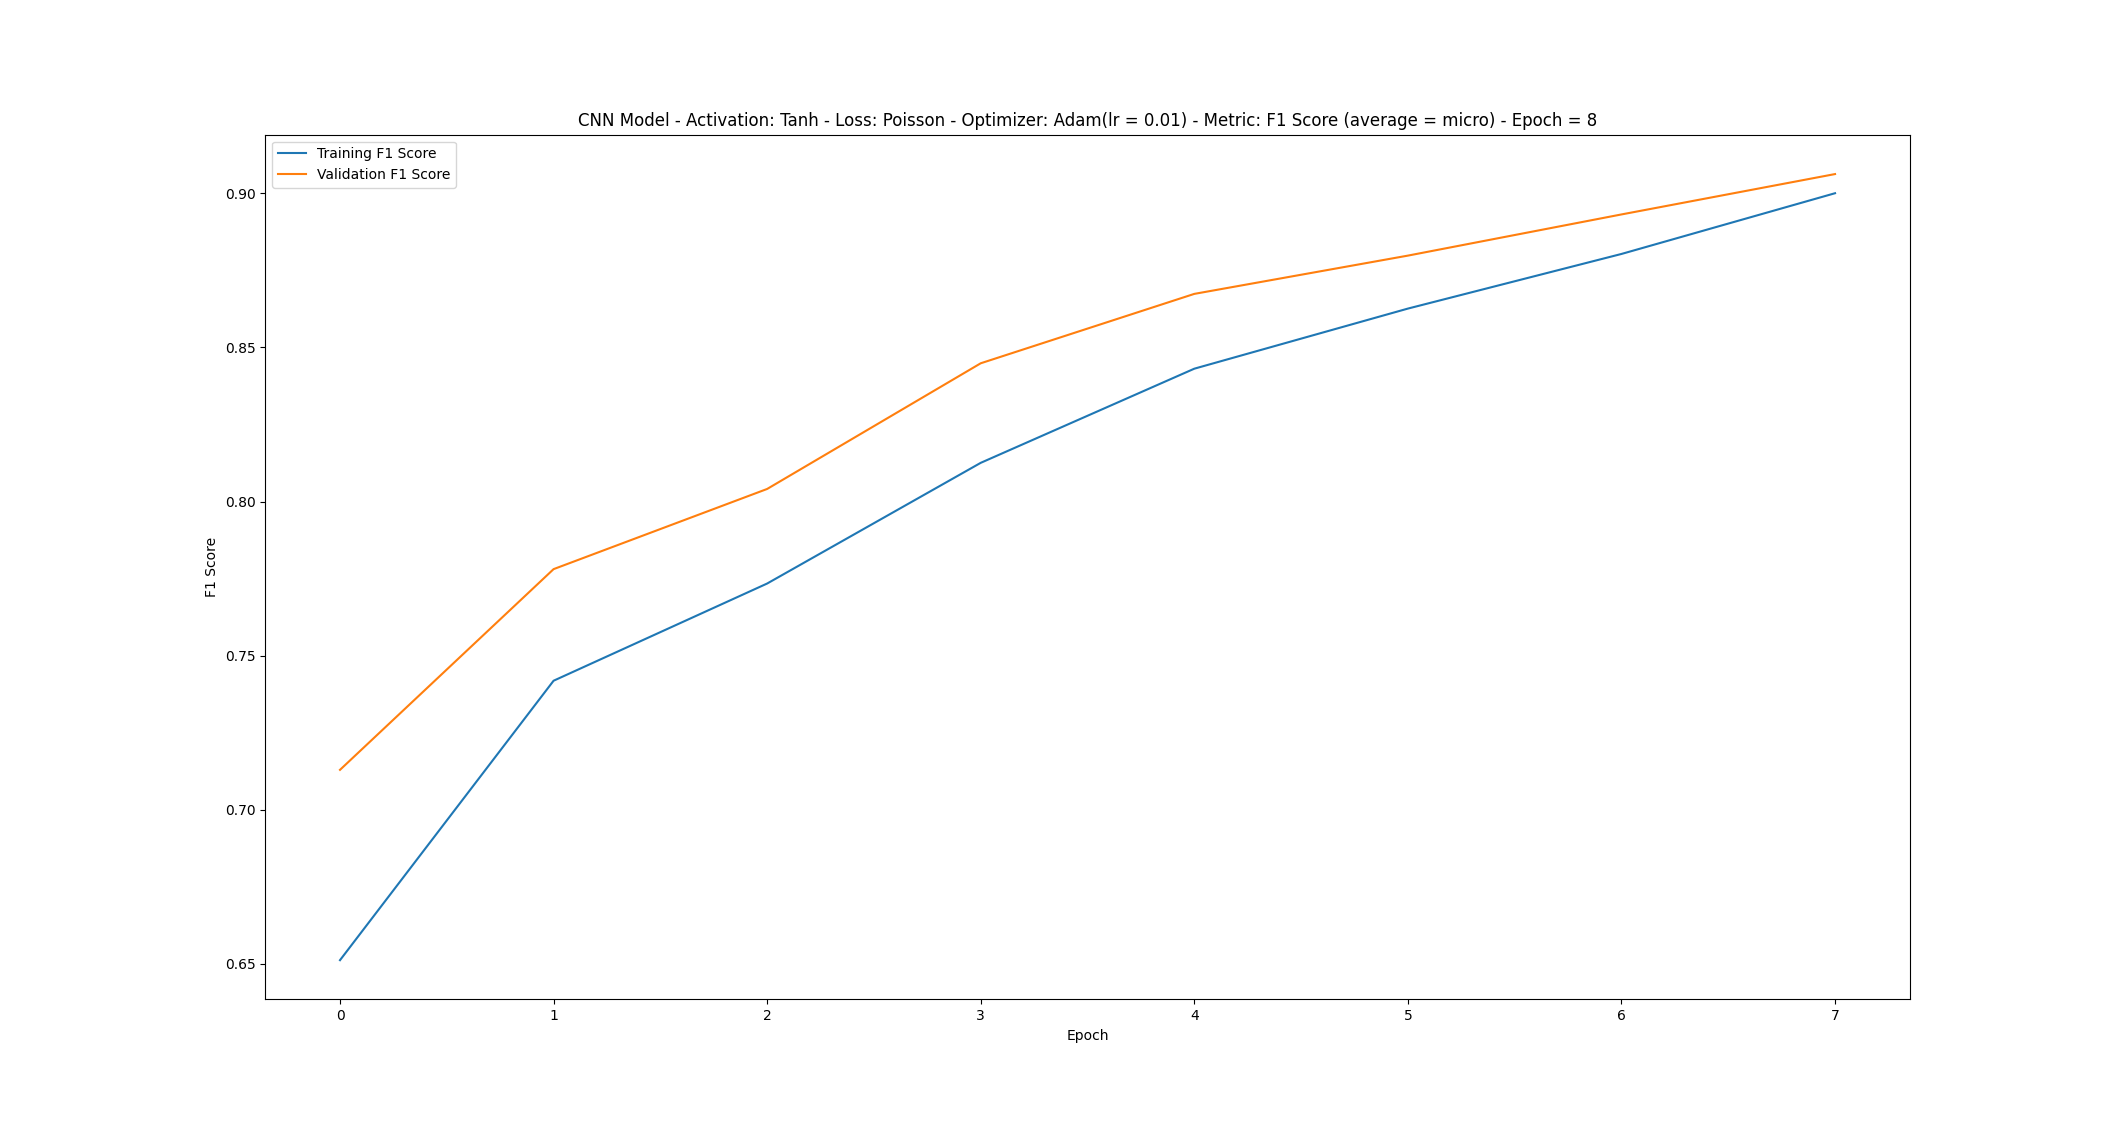 CNN Model - Activation: Tanh - Loss: Poisson - Optimizer: Adam(lr = 0.01) - Metric: F1 Score (average = micro) - Epoch = 8
Training F1 Score
Validation F1 Score
0.90
0.85
0.80
0.75
0.70
0.65
F1 Score
0 1 2 3 4 5 6 7
Epoch